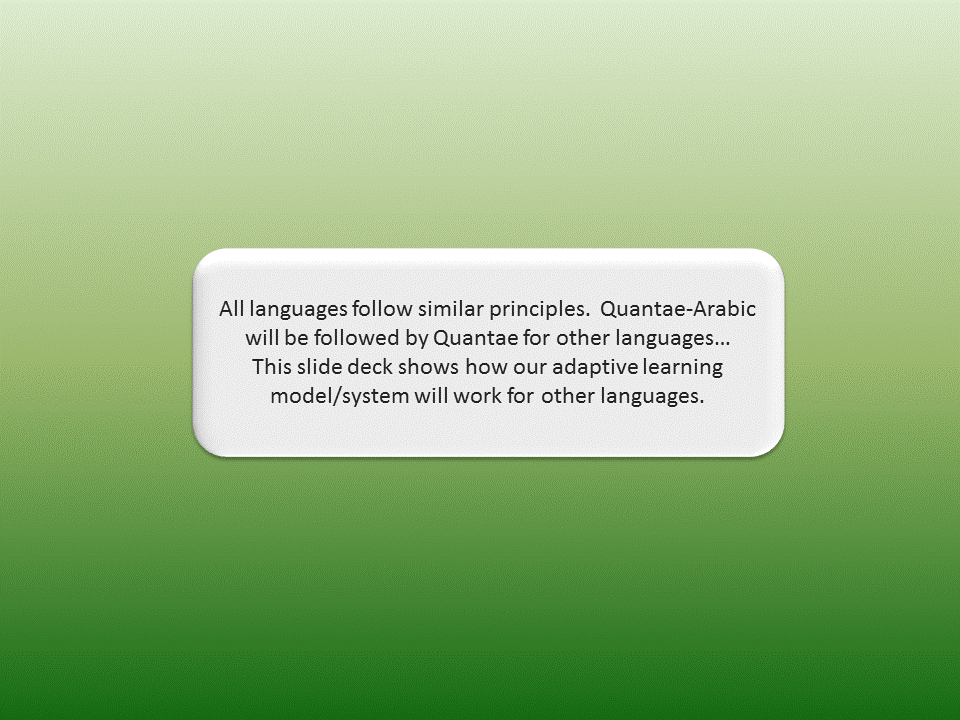 All languages follow similar principles.  Quantae-Arabic
will be followed by Quantae for other languages...
This slide deck shows how our adaptive learning
model/system will work for other languages.